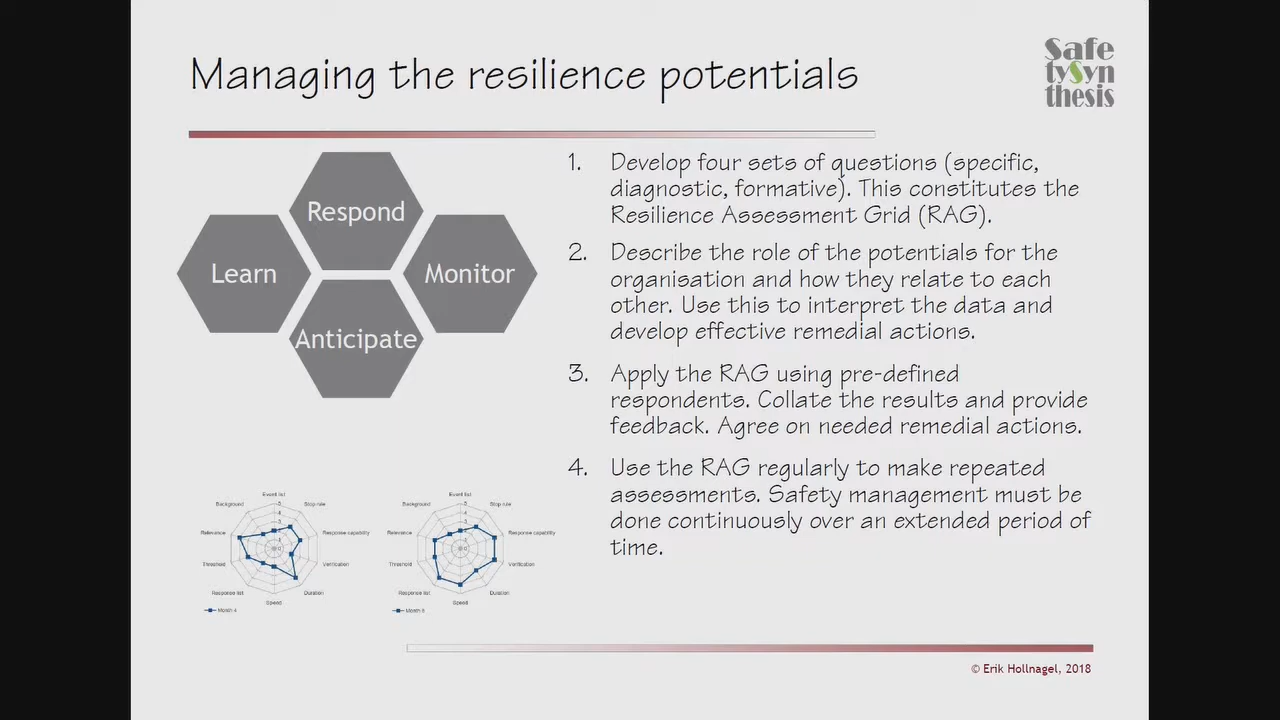 Managing the resilience potentials
Safe
tySyn
thesis
Respond
Learn
Monitor
Anticipate
1. Develop four sets of questions (specific,
diagnostic, formative). This constitutes the
Resilience Assessment Grid (RAG).
2. Describe the role of the potentials for the
organisation and how they relate to each
other. Use this to interpret the data and
develop effective remedial actions.
3. Apply the RAG using pre-defined
respondents. Collate the results and provide
feedback. Agree on needed remedial actions.
4. Use the RAG regularly to make repeated
assessments. Safety management must be
done continuously over an extended period of
time.
Event list
Background
Stop rule
Relevance
Response capability
Threshold
Verification
Response list
Duration
Speed
Month 4
Event list
Background
Stop rule
Relevance
Response capability
Threshold
Verification
Response list
Duration
Speed
© Erik Hollnagel, 2018